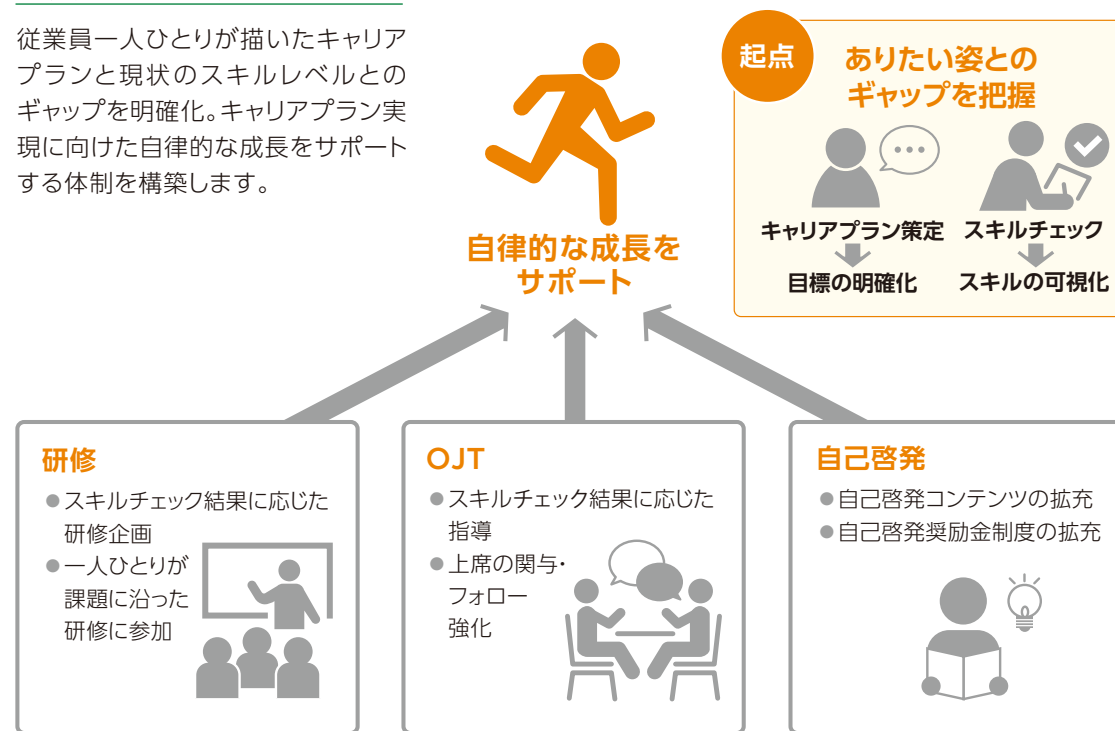 従業員一人ひとりが描いたキャリア
プランと現状のスキルレベルとの
ギャップを明確化。キャリアプラン実
現に向けた自律的な成長をサポート
する体制を構築します。
起点
ありたい姿との
ギャップを把握
キャリアプラン策定
目標の明確化
スキルチェック
スキルの可視化
自律的な成長を
サポート
研修
●スキルチェック結果に応じた
研修企画
●一人ひとりが
課題に沿った
研修に参加
OJT
●スキルチェック結果に応じた
指導
●上席の関与・
フォロー
強化
自己啓発
●自己啓発コンテンツの拡充
●自己啓発奨励金制度の拡充